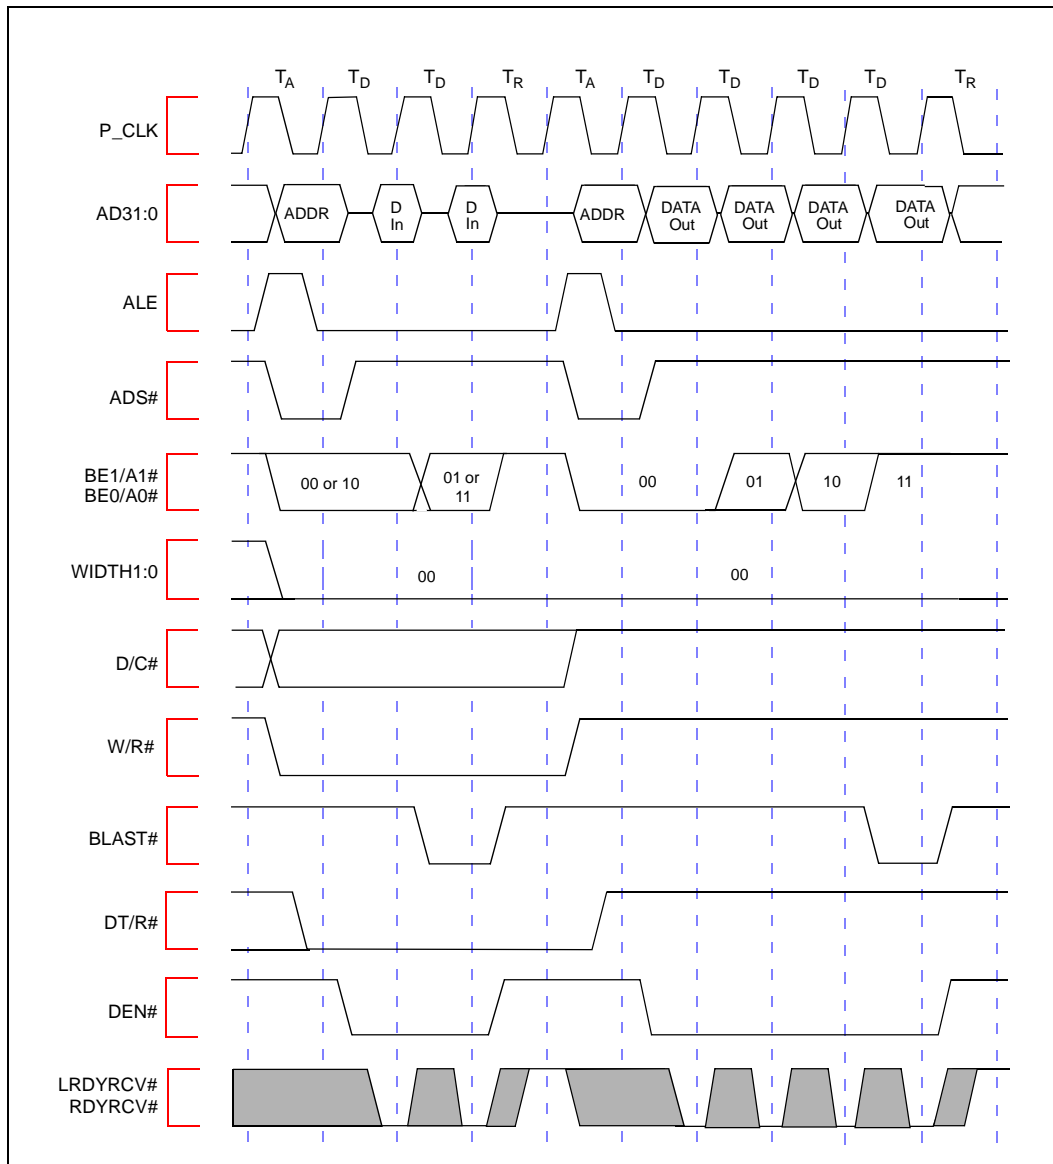 TA TD TD TR TA TD TD TD TD TR
P_CLK
AD31:0
ADDR D In D In ADDR DATA Out DATA Out DATA Out DATA Out
ALE
ADS#
BE1/A1#
BE0/A0#
00 or 10 01 or 11 00 01 10 11
WIDTH1:0
00 00
D/C#
W/R#
BLAST#
DT/R#
DEN#
LRDYRCV#
RDYRCV#